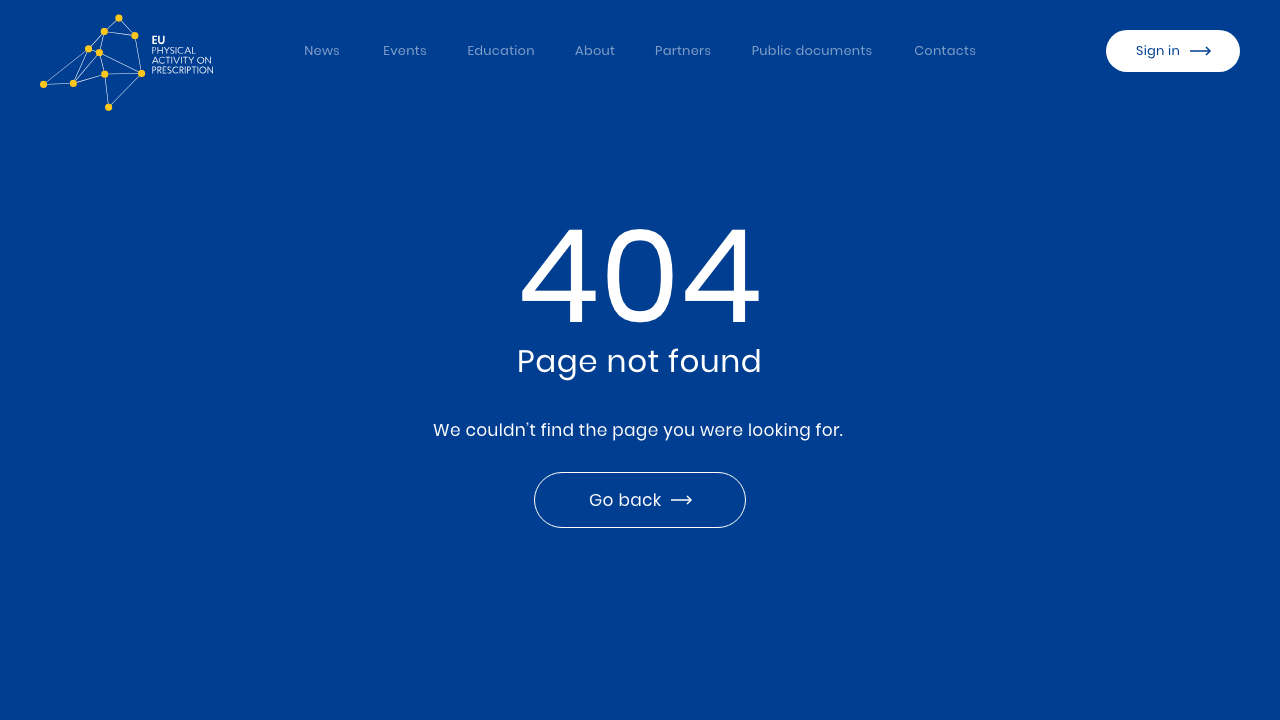 EU
PHYSICAL
ACTIVITY ON
PRESCRIPTION
News
Events
Education
About
Partners
Public documents
Contacts
Sign in
404
Page not found
We couldn't find the page you were looking for.
Go back